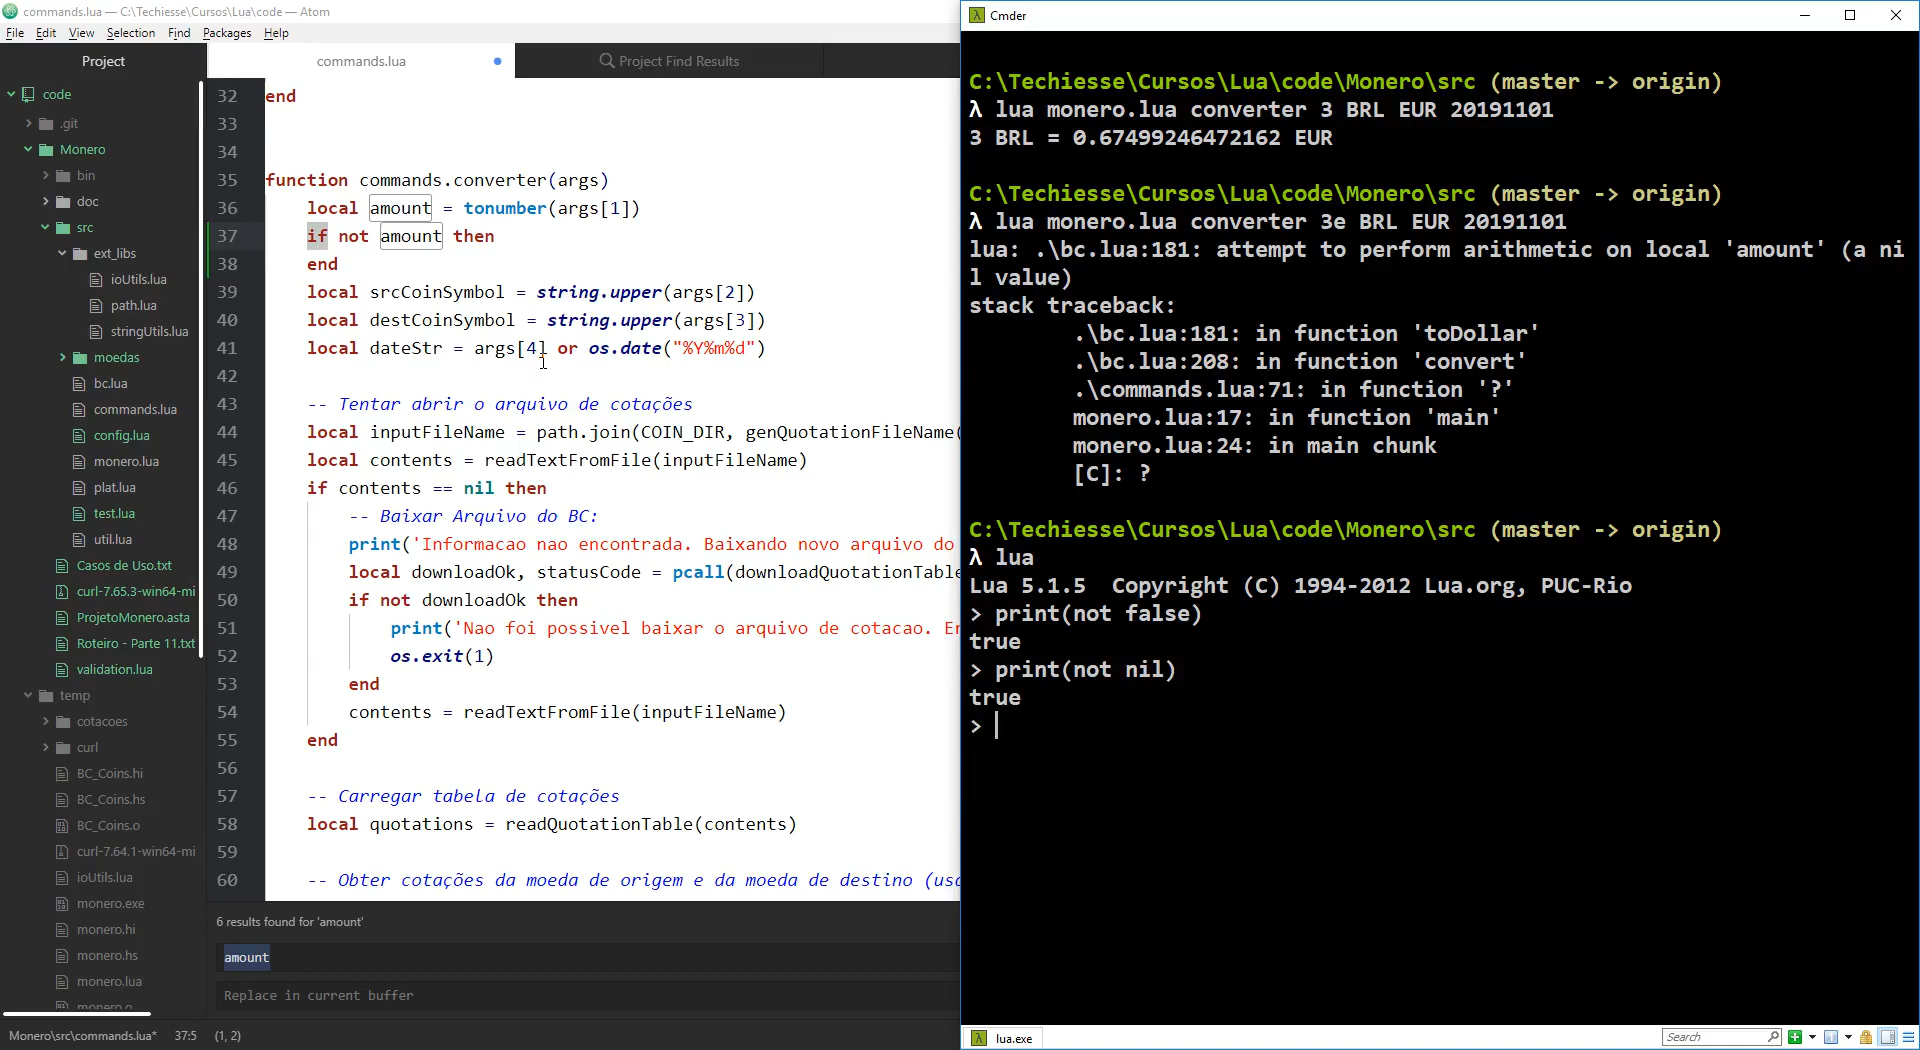 commands.lua — C:\Techiesse\Cursos\Lua\code — Atom
File Edit View Selection Find Packages Help
Project
code
.git
Monero
bin
doc
src
ext_libs
ioUtils.lua
path.lua
stringUtils.lua
moedas
bc.lua
commands.lua
config.lua
monero.lua
plat.lua
test.lua
util.lua
Casos de Uso.txt
curl-7.65.3-win64-mi
ProjetoMonero.asta
Roteiro - Parte 11.txt
validation.lua
temp
cotacoes
curl
BC_Coins.hi
BC_Coins.hs
BC_Coins.o
curl-7.64.1-win64-mi
ioUtils.lua
monero.exe
monero.hi
monero.hs
monero.lua
monero.o
commands.lua
Project Find Results
32 end
33
34
35 function commands.converter(args)
36 local amount = tonumber(args[1])
37 if not amount then
38 end
39 local srcCoinSymbol = string.upper(args[2])
40 local destCoinSymbol = string.upper(args[3])
41 local dateStr = args[4] or os.date("%Y%m%d")
42
43 -- Tentar abrir o arquivo de cotações
44 local inputFileName = path.join(COIN_DIR, genQuotationFileName(
45 local contents = readTextFromFile(inputFileName)
46 if contents == nil then
47 -- Baixar Arquivo do BC:
48 print('Informacao nao encontrada. Baixando novo arquivo do
49 local downloadOk, statusCode = pcall(downloadQuotationTable
50 if not downloadOk then
51 print('Nao foi possivel baixar o arquivo de cotacao. Er
52 os.exit(1)
53 end
54 contents = readTextFromFile(inputFileName)
55 end
56
57 -- Carregar tabela de cotações
58 local quotations = readQuotationTable(contents)
59
60 -- Obter cotações da moeda de origem e da moeda de destino (usc
6 results found for 'amount'
amount
Replace in current buffer
Monero\src\commands.lua* 37:5 (1, 2)
Cmder
C:\Techiesse\Cursos\Lua\code\Monero\src (master -> origin)
λ lua monero.lua converter 3 BRL EUR 20191101
3 BRL = 0.67499246472162 EUR
C:\Techiesse\Cursos\Lua\code\Monero\src (master -> origin)
λ lua monero.lua converter 3e BRL EUR 20191101
lua: .\bc.lua:181: attempt to perform arithmetic on local 'amount' (a ni
l value)
stack traceback:
.\bc.lua:181: in function 'toDollar'
.\bc.lua:208: in function 'convert'
.\commands.lua:71: in function '?'
monero.lua:17: in function 'main'
monero.lua:24: in main chunk
[C]: ?
C:\Techiesse\Cursos\Lua\code\Monero\src (master -> origin)
λ lua
Lua 5.1.5 Copyright (C) 1994-2012 Lua.org, PUC-Rio
> print(not false)
true
> print(not nil)
true
>
lua.exe
Search